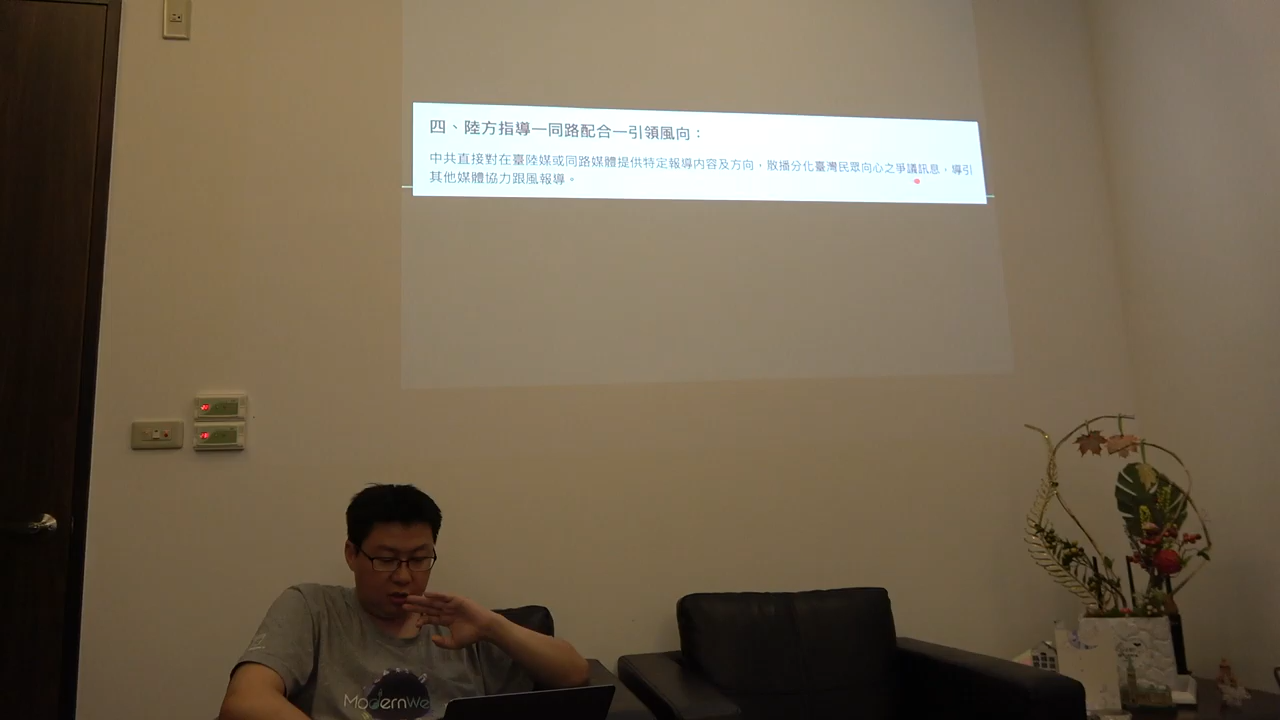 四、陸方指導一同路配合一引領風向：
中共直接對在臺陸媒或同路媒體提供特定報導內容及方向，散播分化臺灣民眾向心之爭議訊息，導引
其他媒體協力跟風報導。
ModernWe